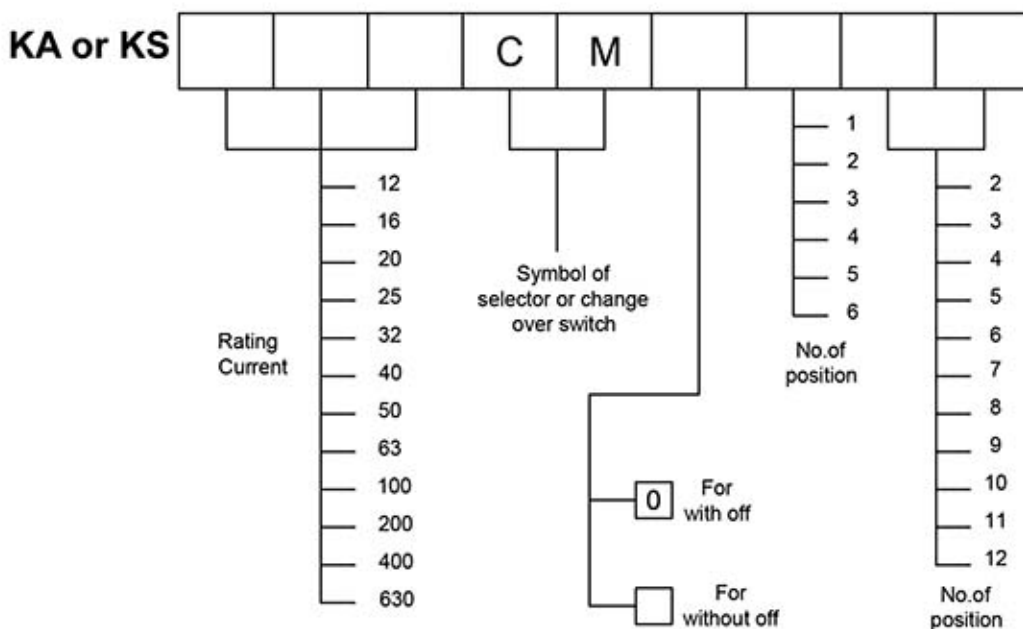 KA or KS C M
1
2
3
4
5
6
No.of
position
12
16
20
25
32
40
50
63
100
200
400
630
Rating
Current
Symbol of
selector or change
over switch
0 For
with off
For
without off
2
3
4
5
6
7
8
9
10
11
12
No.of
position